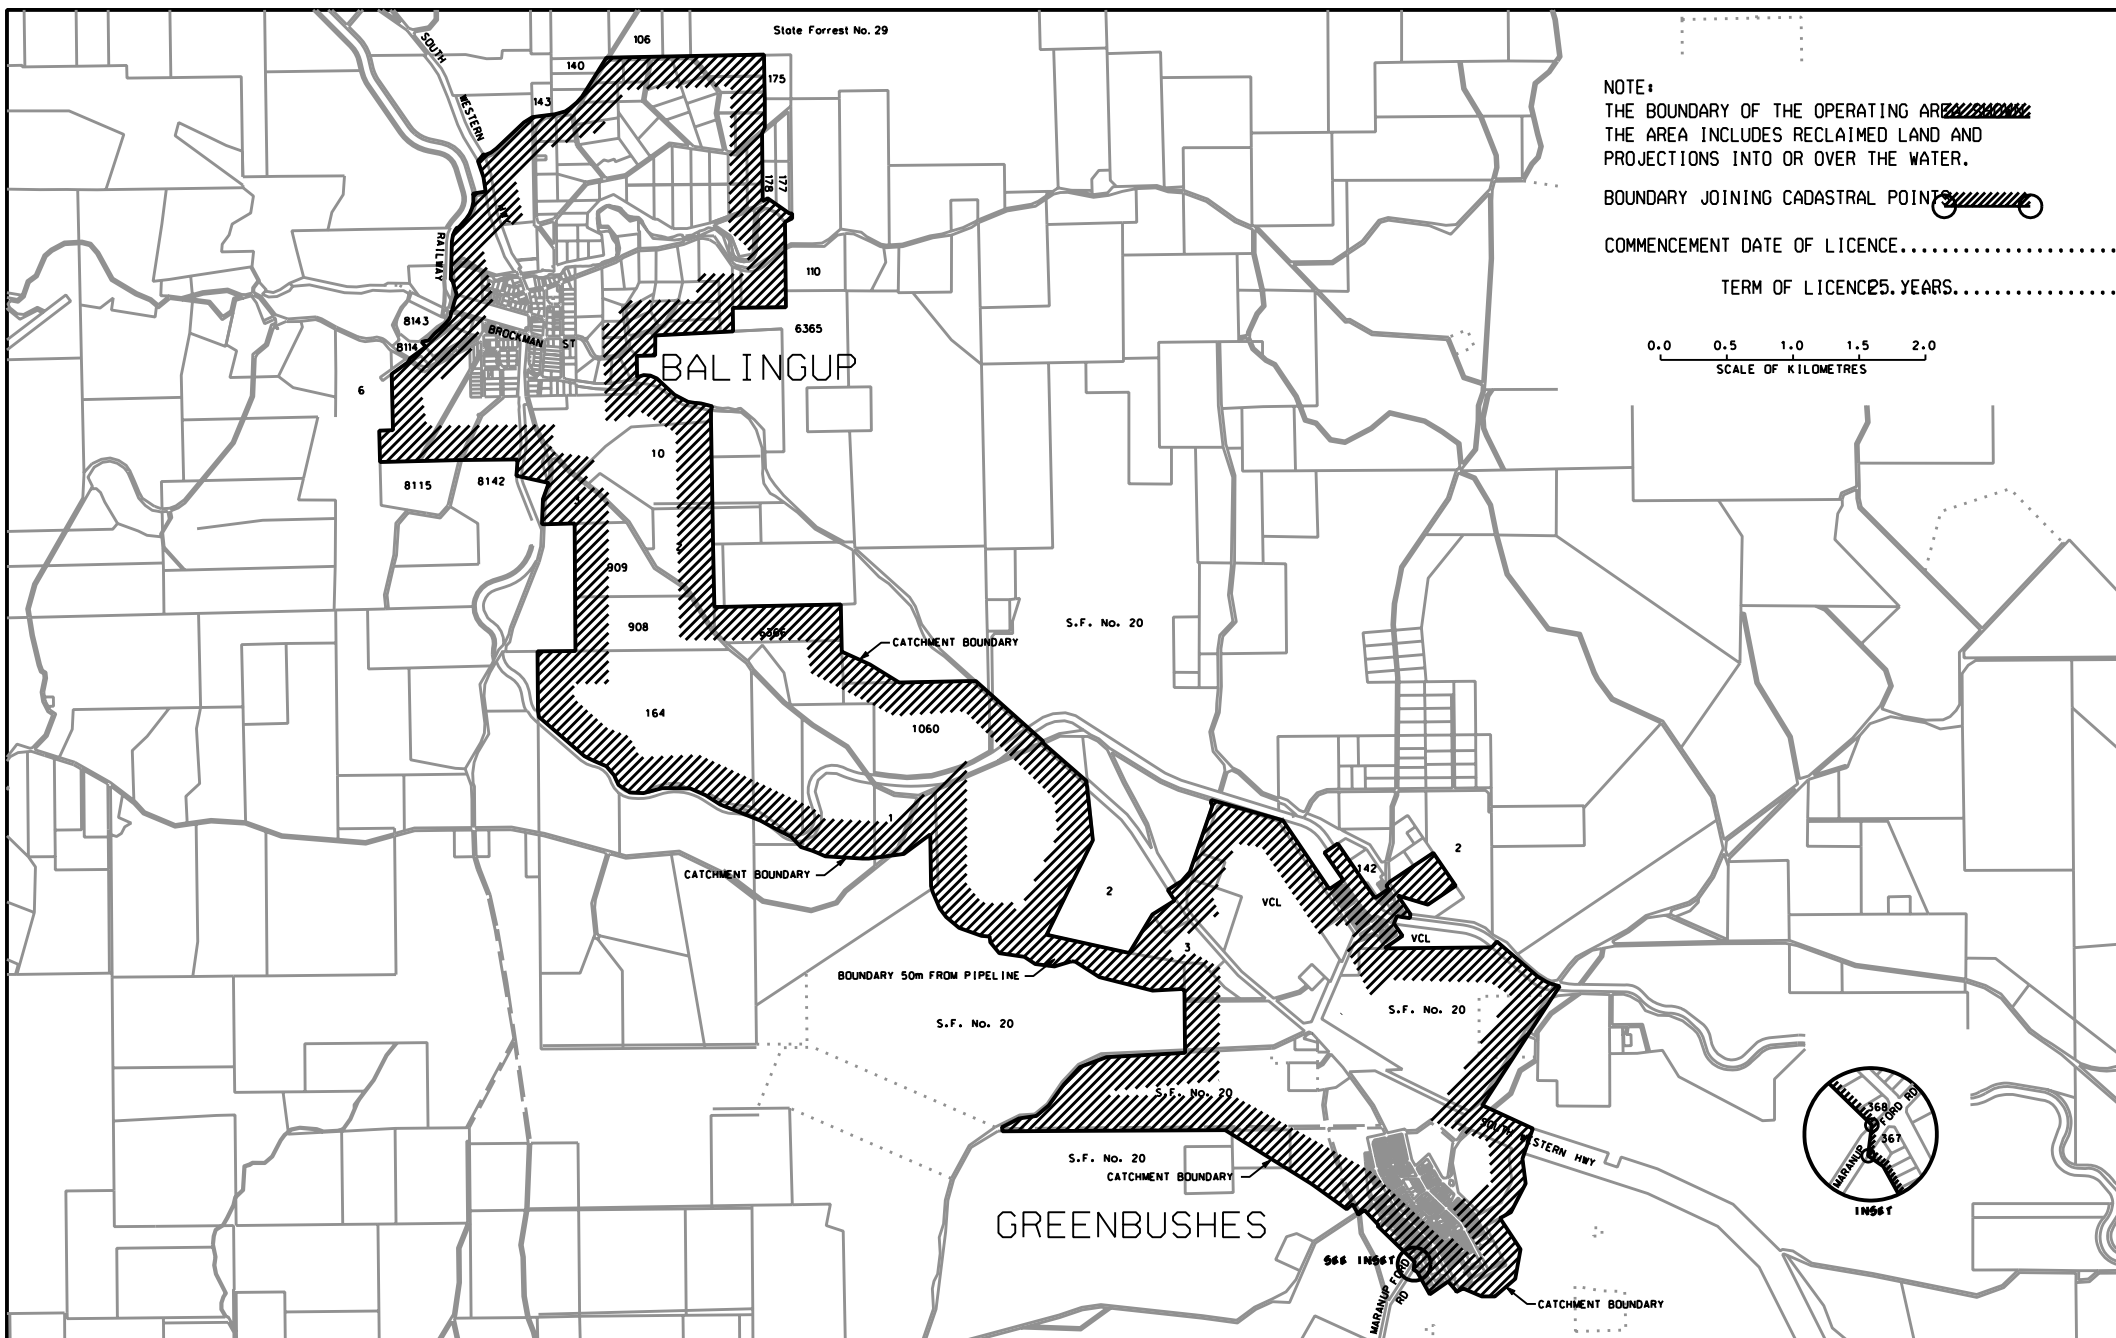 State Forrest No. 29
106
140
175
143
SOUTH
WESTERN
HWY
178
177
RAILWAY
110
8143
8114
BROCKMAN ST
6365
BALINGUP
6
10
8115
8142
2
909
908
6366
CATCHMENT BOUNDARY
S.F. No. 20
164
1060
1
CATCHMENT BOUNDARY
2
VCL
142
2
3
VCL
BOUNDARY 50m FROM PIPELINE
S.F. No. 20
S.F. No. 20
S.F. No. 20
S.F. No. 20
CATCHMENT BOUNDARY
SOUTH WESTERN HWY
GREENBUSHES
SEE INSET
MARANUP FORD
RD
CATCHMENT BOUNDARY
NOTE:
THE BOUNDARY OF THE OPERATING AREA SHOWN
THE AREA INCLUDES RECLAIMED LAND AND
PROJECTIONS INTO OR OVER THE WATER.
BOUNDARY JOINING CADASTRAL POINTS
COMMENCEMENT DATE OF LICENCE....................
TERM OF LICENCE 25 YEARS....................
0.0 0.5 1.0 1.5 2.0
SCALE OF KILOMETRES
368
367
MARANUP FORD RD
INSET